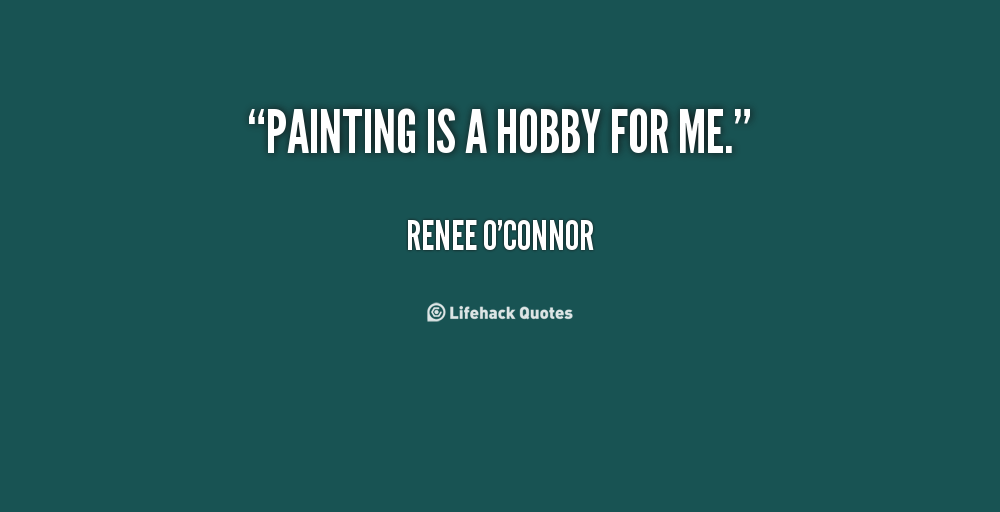 “PAINTING IS A HOBBY FOR ME.”
RENEE O’CONNOR
Lifehack Quotes